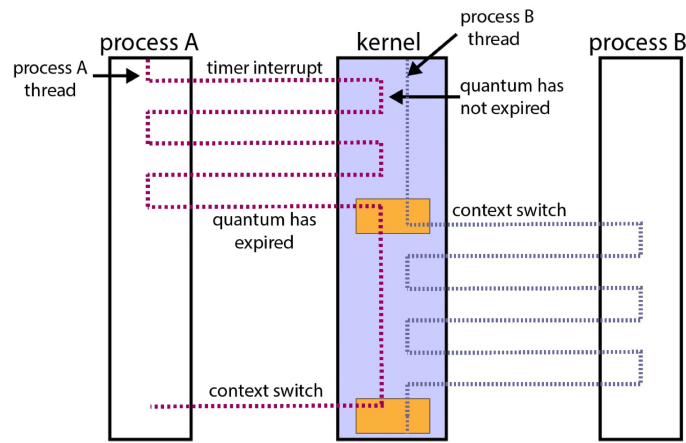 process A
kernel
process B
process B
thread
process A
thread
timer interrupt
quantum has
not expired
quantum has
expired
context switch
context switch